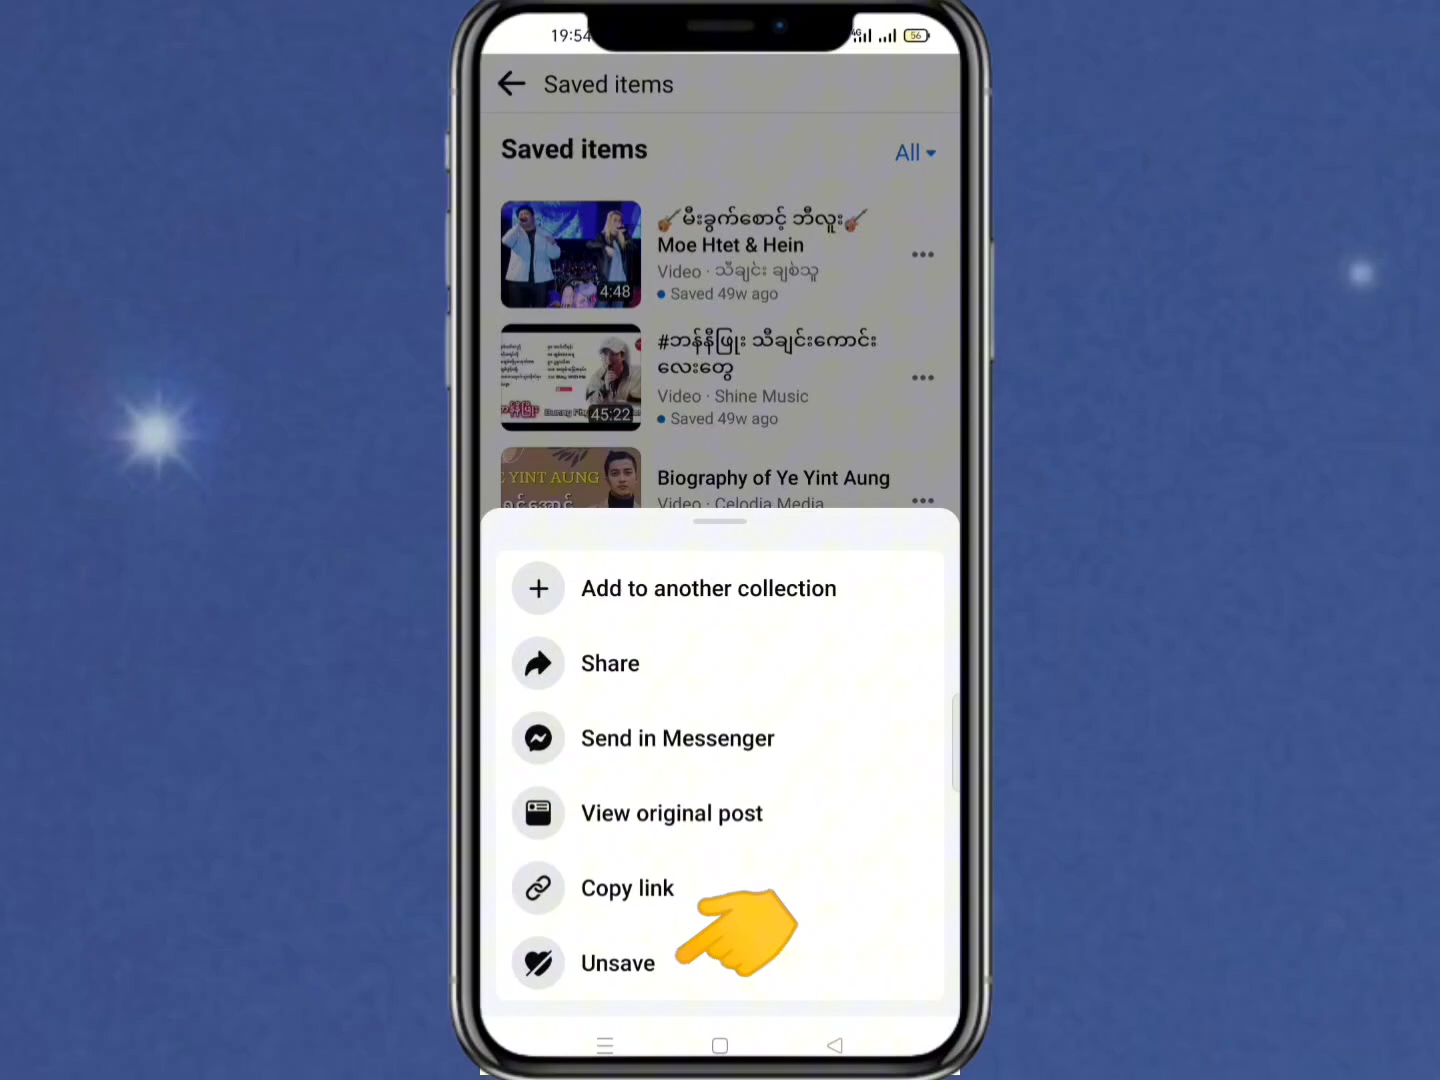 19:54
4G
56
Saved items
Saved items
All
🎸မီးခွက်စောင့် ဘီလူး🎸
Moe Htet & Hein
Video · သီချင်း ချစ်သူ
Saved 49w ago
4:48
#ဘန်နီဖြိုး သီချင်းကောင်း
လေးတွေ
Video · Shine Music
Saved 49w ago
45:22
YINT AUNG
Biography of Ye Yint Aung
Video · Celodia Media
Add to another collection
Share
Send in Messenger
View original post
Copy link
Unsave